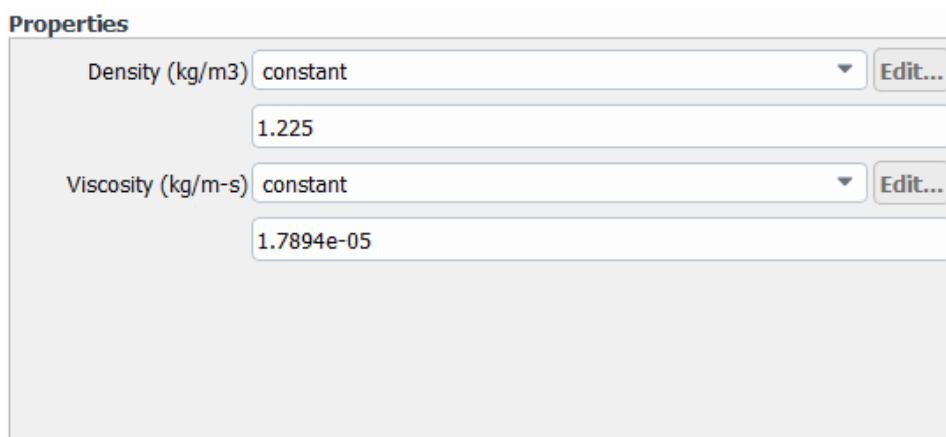 Properties
Density (kg/m3) constant Edit...
1.225
Viscosity (kg/m-s) constant Edit...
1.7894e-05